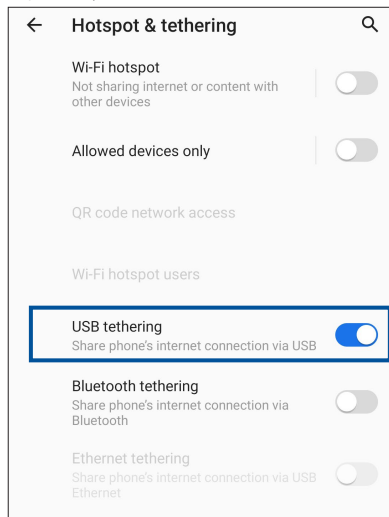 Hotspot & tethering
Wi-Fi hotspot
Not sharing internet or content with
other devices
Allowed devices only
QR code network access
Wi-Fi hotspot users
USB tethering
Share phone's internet connection via USB
Bluetooth tethering
Share phone's internet connection via
Bluetooth
Ethernet tethering
Share phone's internet connection via USB
Ethernet